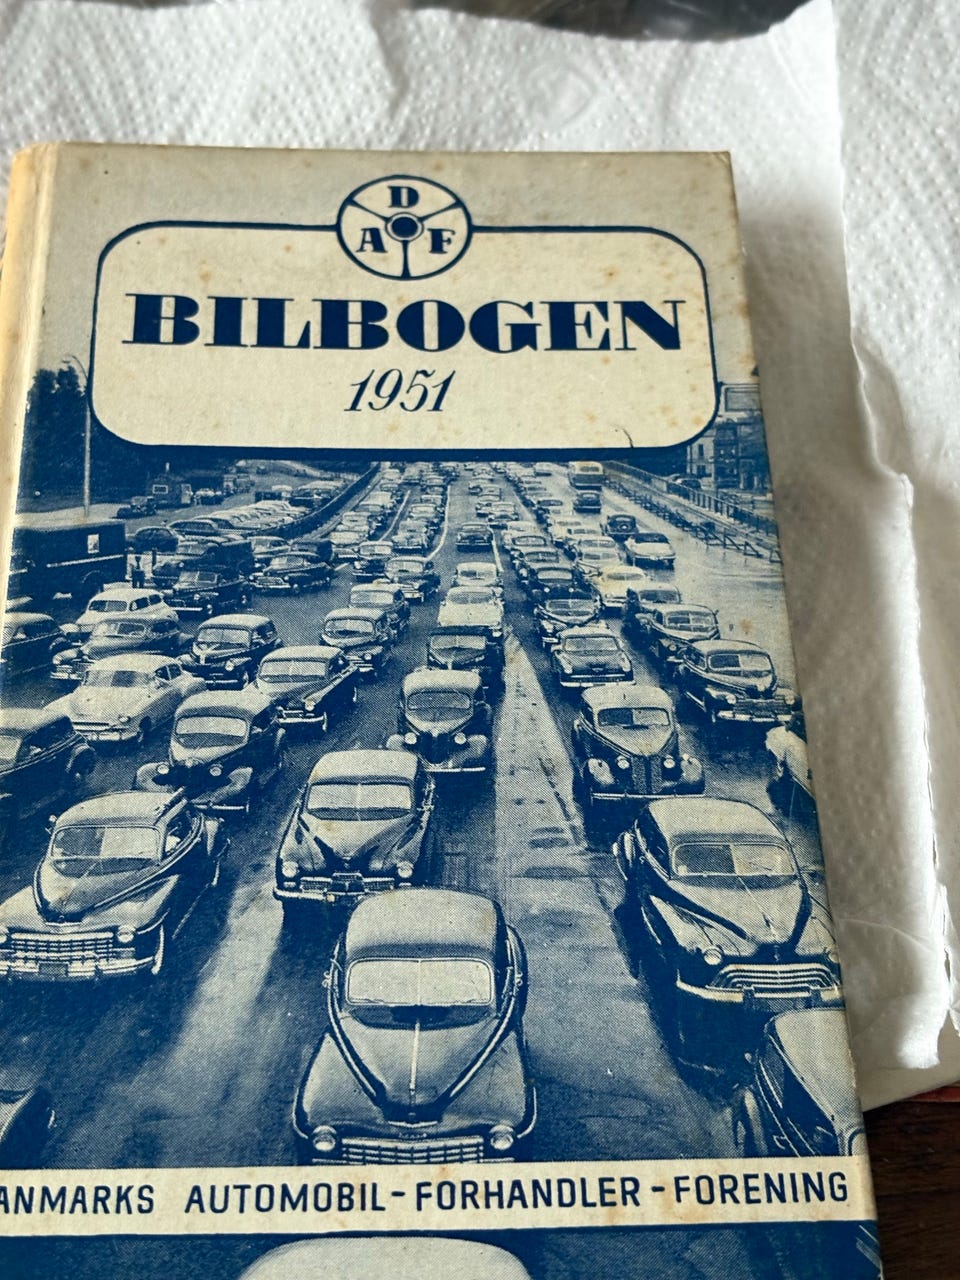 D
A F
BILBOGEN
1951
ANMARKS AUTOMOBIL-FORHANDLER-FORENING